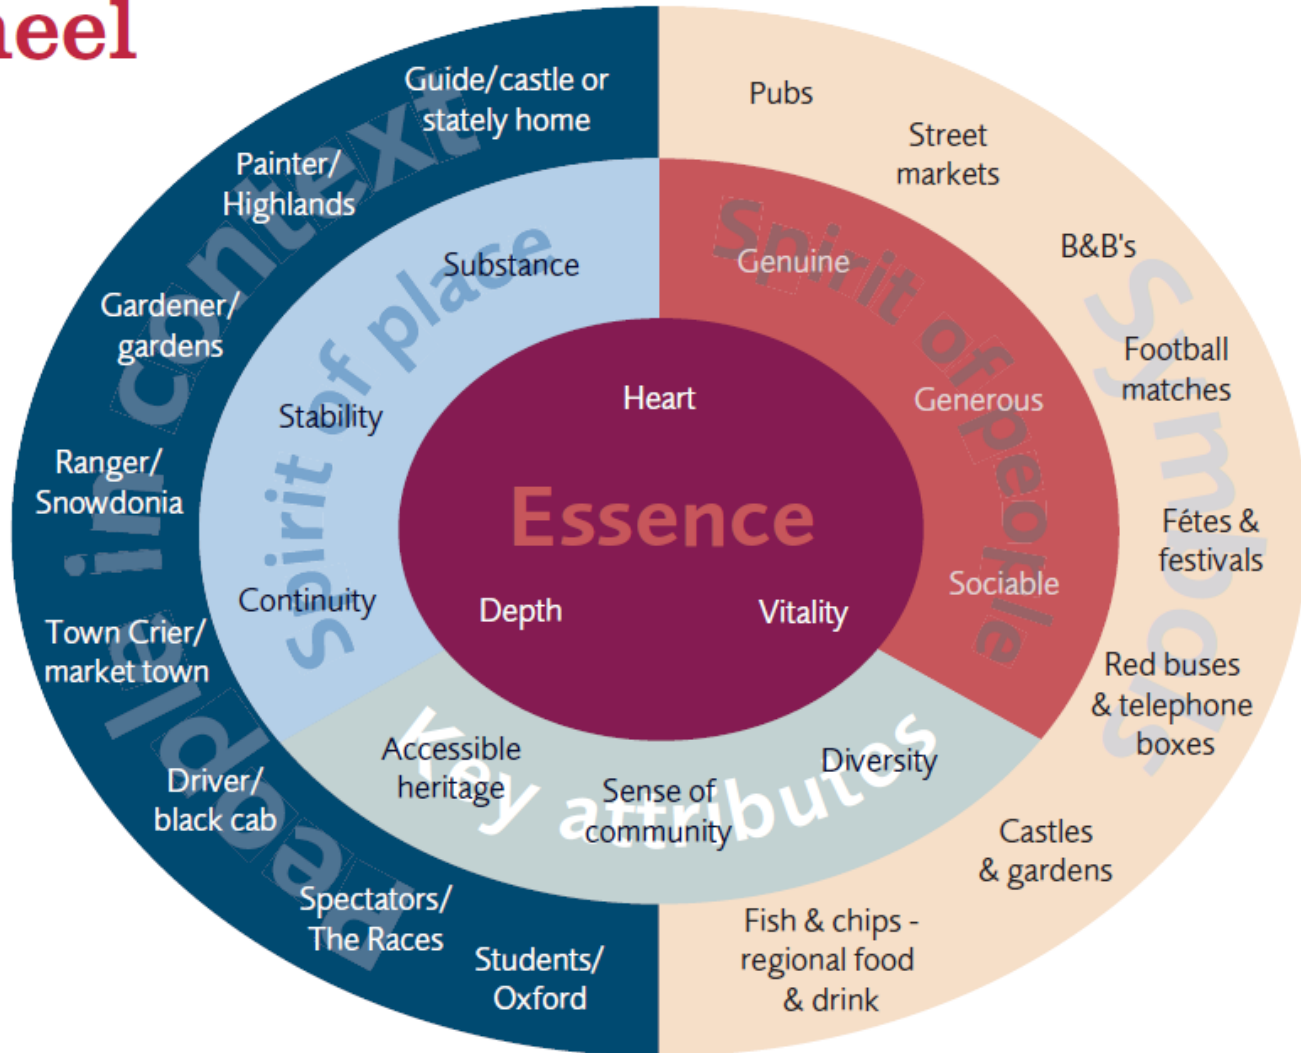 heel
People in context
Guide/castle or
stately home
Painter/
Highlands
Gardener/
gardens
Ranger/
Snowdonia
Town Crier/
market town
Driver/
black cab
Spectators/
The Races
Students/
Oxford
Symbols
Pubs
Street
markets
B&B's
Football
matches
Fétes &
festivals
Red buses
& telephone
boxes
Castles
& gardens
Fish & chips -
regional food
& drink
Spirit of place
Substance
Stability
Continuity
Spirit of people
Genuine
Generous
Sociable
Key attributes
Accessible
heritage
Sense of
community
Diversity
Heart
Essence
Depth
Vitality